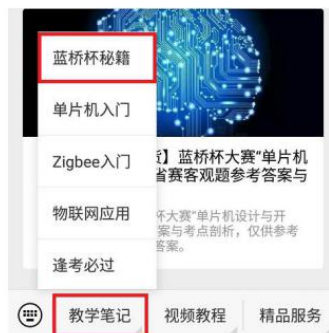 蓝桥杯秘籍
单片机入门
Zigbee入门
物联网应用
逢考必过
】蓝桥杯大赛“单片机
省赛客观题参考答案与
杯大赛“单片机设计与开
案与考点剖析，仅供参考
答案。
教学笔记
视频教程
精品服务